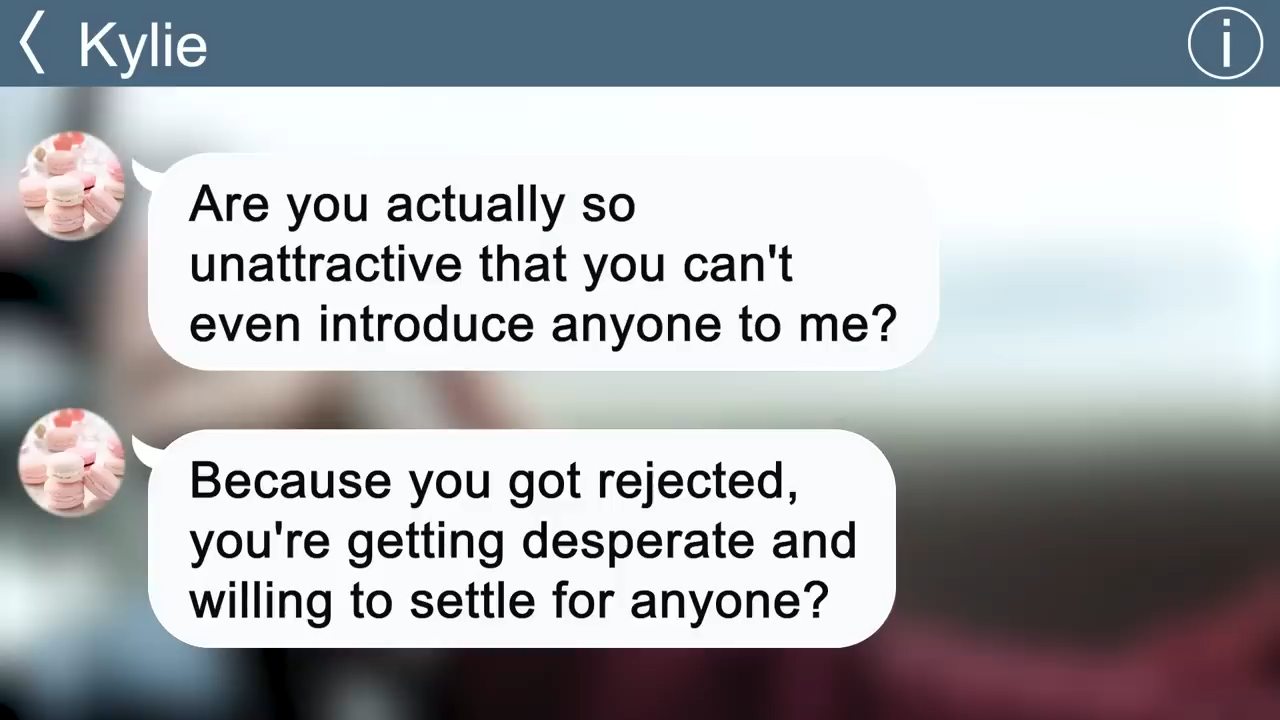 Kylie
Are you actually so
unattractive that you can't
even introduce anyone to me?
Because you got rejected,
you're getting desperate and
willing to settle for anyone?